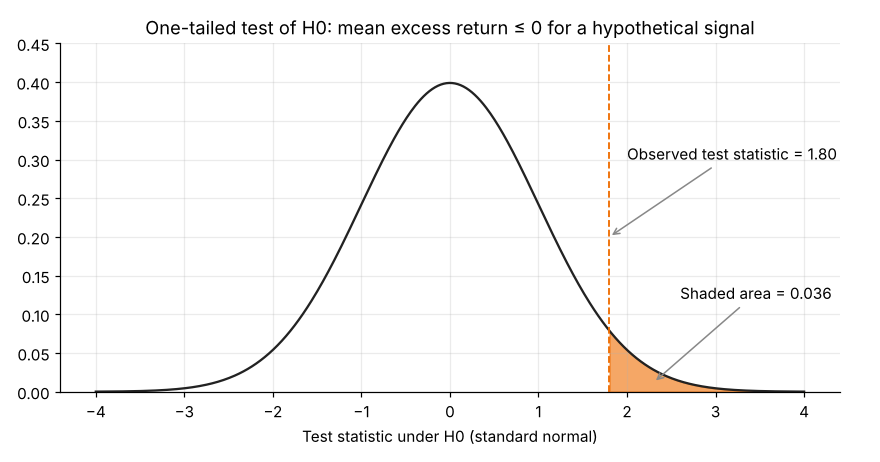 One-tailed test of H0: mean excess return ≤ 0 for a hypothetical signal
0.45
0.40
0.35
0.30
0.25
0.20
0.15
0.10
0.05
0.00
Observed test statistic = 1.80
Shaded area = 0.036
−4 −3 −2 −1 0 1 2 3 4
Test statistic under H0 (standard normal)